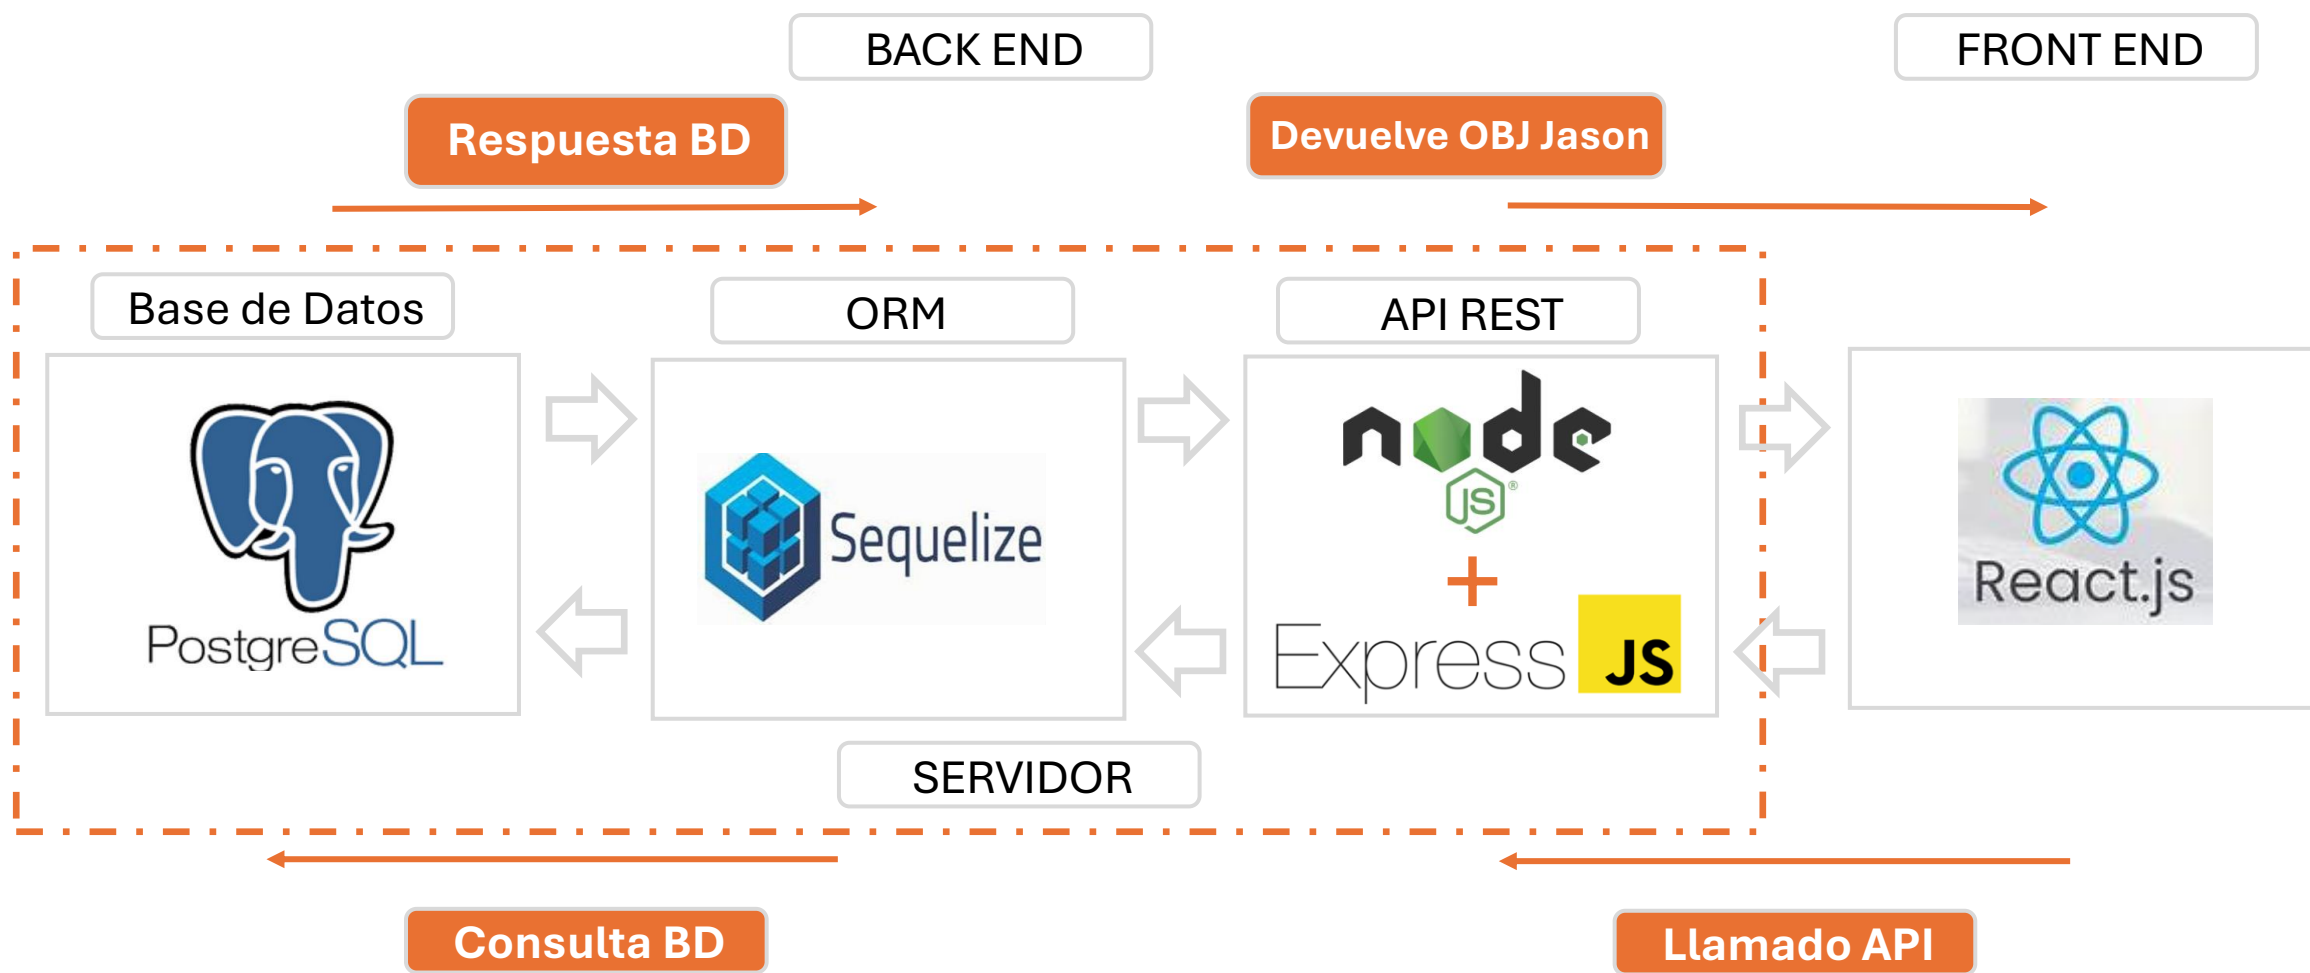 BACK END
FRONT END
Respuesta BD
Devuelve OBJ Jason
Base de Datos
ORM
API REST
PostgreSQL
Sequelize
node
JS®
+
Express JS
React.js
SERVIDOR
Consulta BD
Llamado API